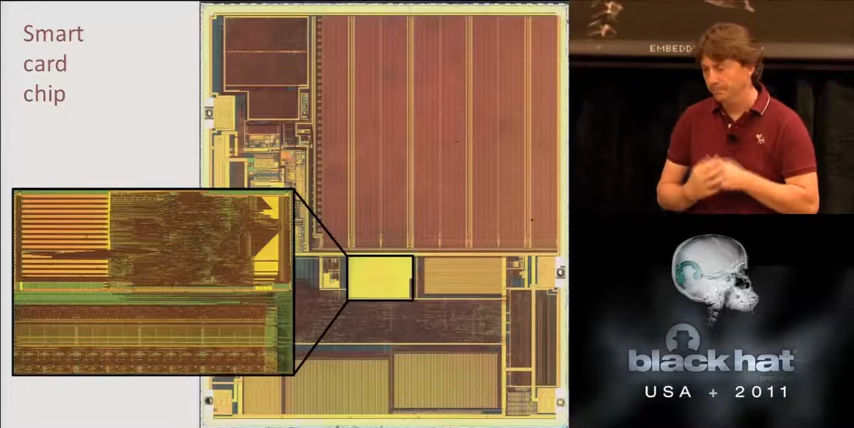 Smart
card
chip
EMBEDD
black hat
USA + 2011